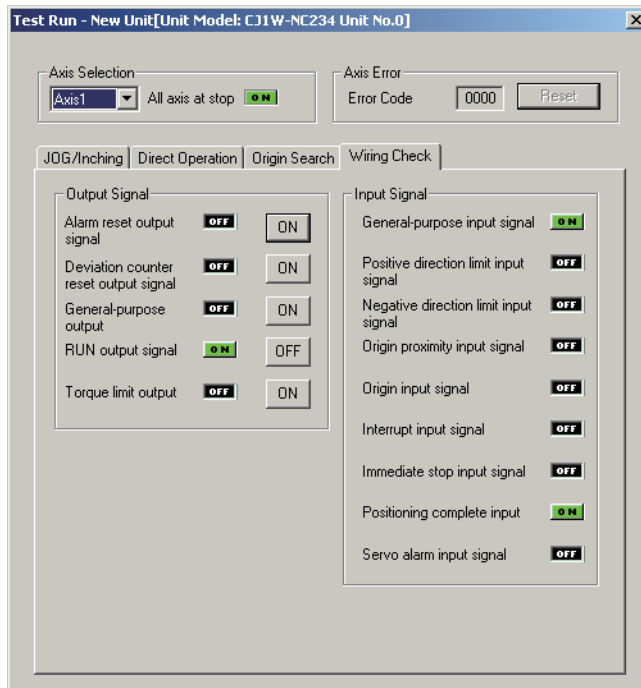 Test Run - New Unit[Unit Model: CJ1W-NC234 Unit No.0]
Axis Selection
Axis1
All axis at stop
ON
Axis Error
Error Code
0000
Reset
JOG/Inching
Direct Operation
Origin Search
Wiring Check
Output Signal
Alarm reset output
signal
OFF
ON
Deviation counter
reset output signal
OFF
ON
General-purpose
output
OFF
ON
RUN output signal
ON
OFF
Torque limit output
OFF
ON
Input Signal
General-purpose input signal
ON
Positive direction limit input
signal
OFF
Negative direction limit input
signal
OFF
Origin proximity input signal
OFF
Origin input signal
OFF
Interrupt input signal
OFF
Immediate stop input signal
OFF
Positioning complete input
ON
Servo alarm input signal
OFF